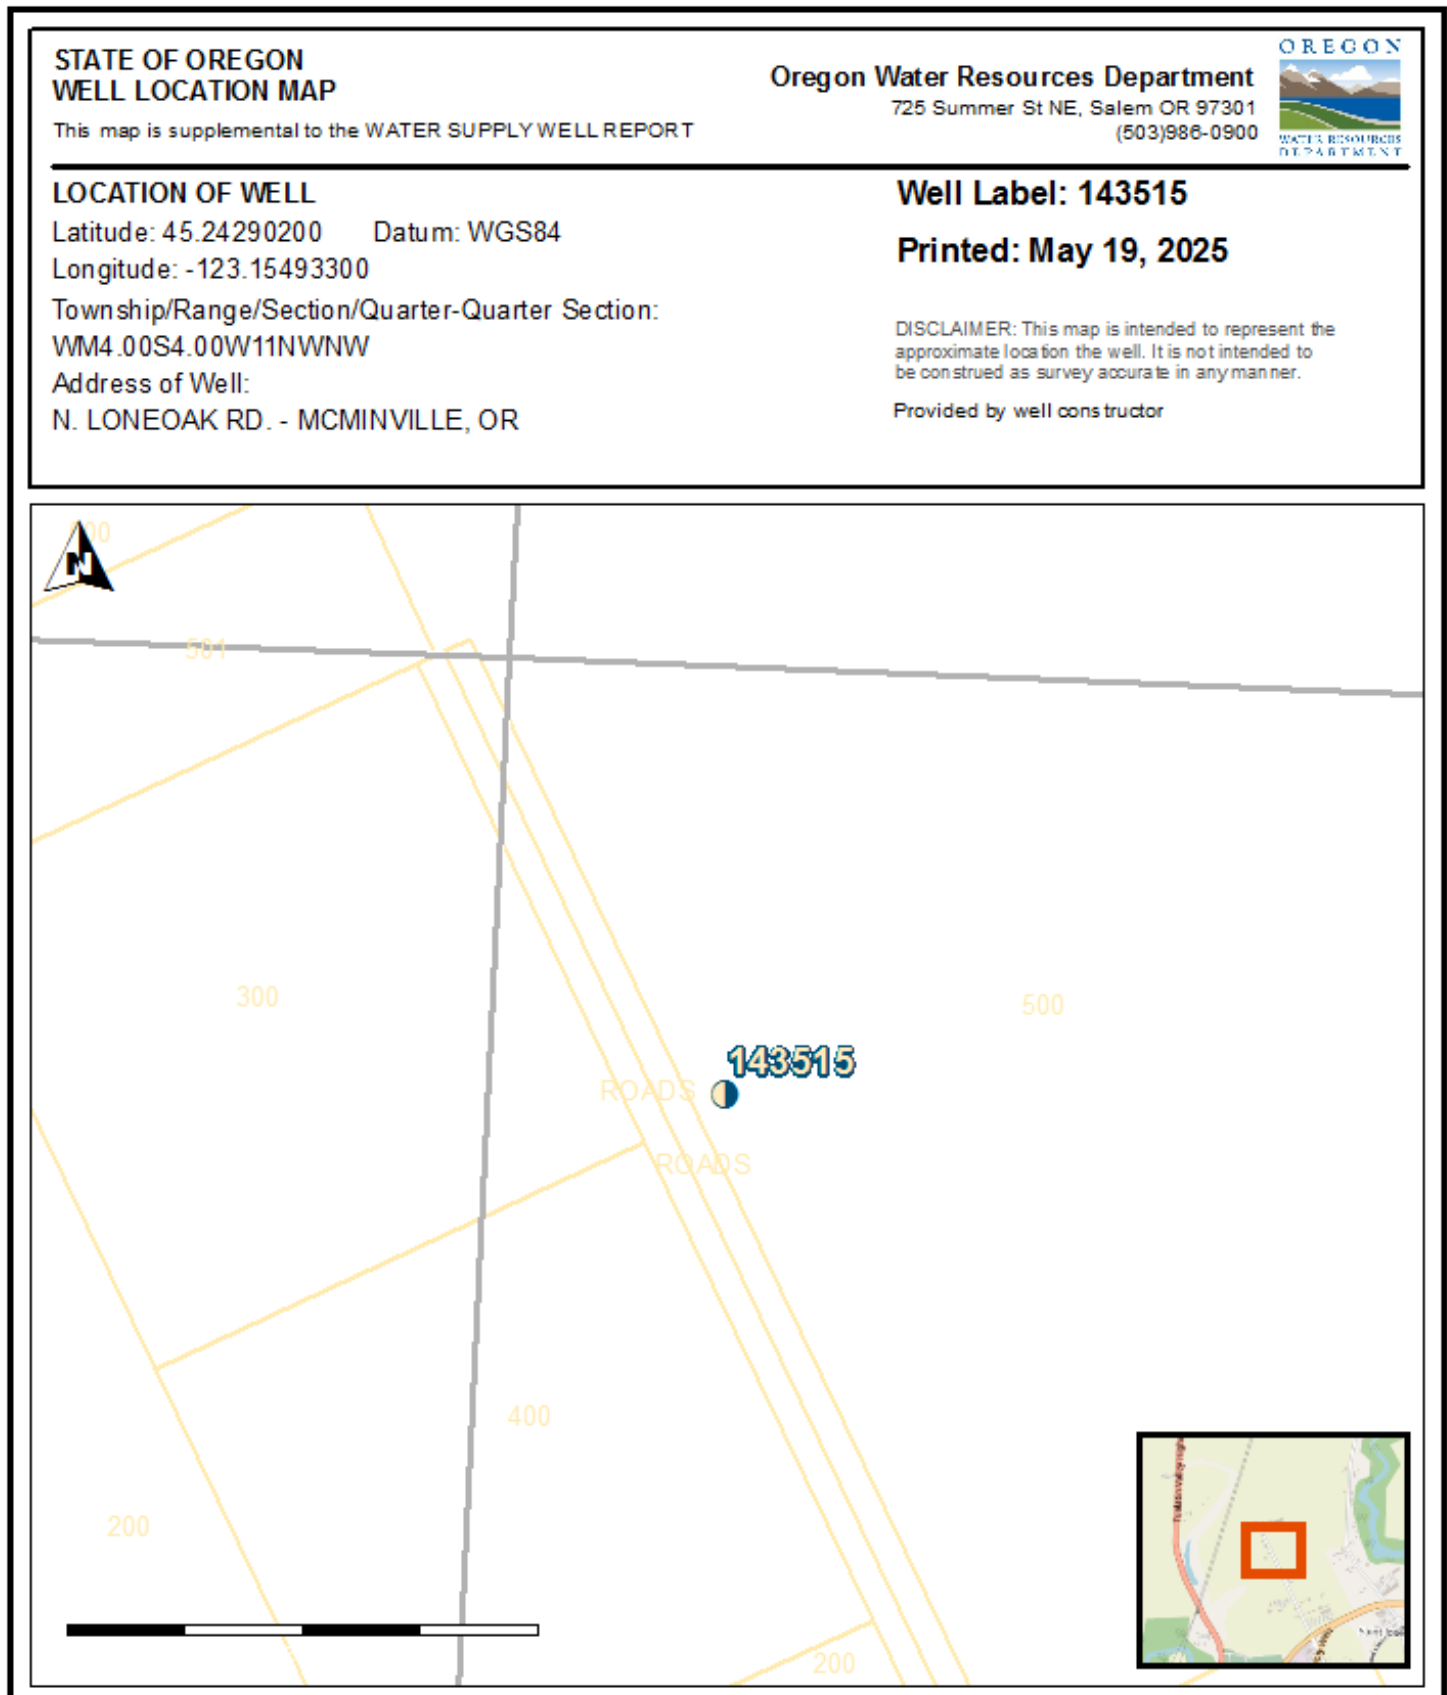 STATE OF OREGON
WELL LOCATION MAP
This map is supplemental to the WATER SUPPLY WELL REPORT
Oregon Water Resources Department
725 Summer St NE, Salem OR 97301
(503)986-0900
OREGON
WATER RESOURCES
DEPARTMENT
LOCATION OF WELL
Latitude: 45.24290200 Datum: WGS84
Longitude: -123.15493300
Township/Range/Section/Quarter-Quarter Section:
WM4.00S4.00W11NWNW
Address of Well:
N. LONEOAK RD. - MCMINVILLE, OR
Well Label: 143515
Printed: May 19, 2025
DISCLAIMER: This map is intended to represent the
approximate location the well. It is not intended to
be construed as survey accurate in any manner.
Provided by well constructor
N
501
300
500
143515
ROADS
ROADS
400
200
200